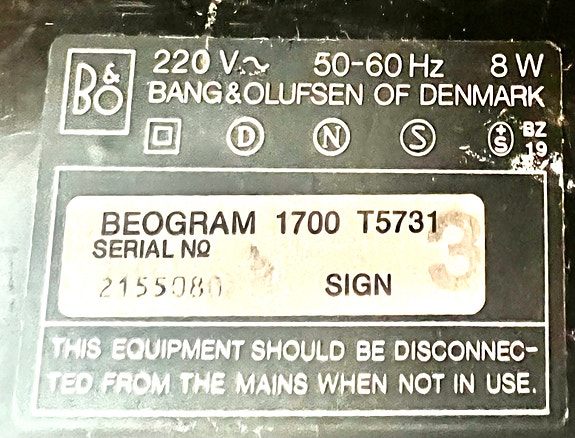 B&O
220 V~ 50-60 Hz 8 W
BANG&OLUFSEN OF DENMARK
D N S +S BZ
19
BEOGRAM 1700 T5731
3
SERIAL Nº
2155080 SIGN
THIS EQUIPMENT SHOULD BE DISCONNEC-
TED FROM THE MAINS WHEN NOT IN USE.